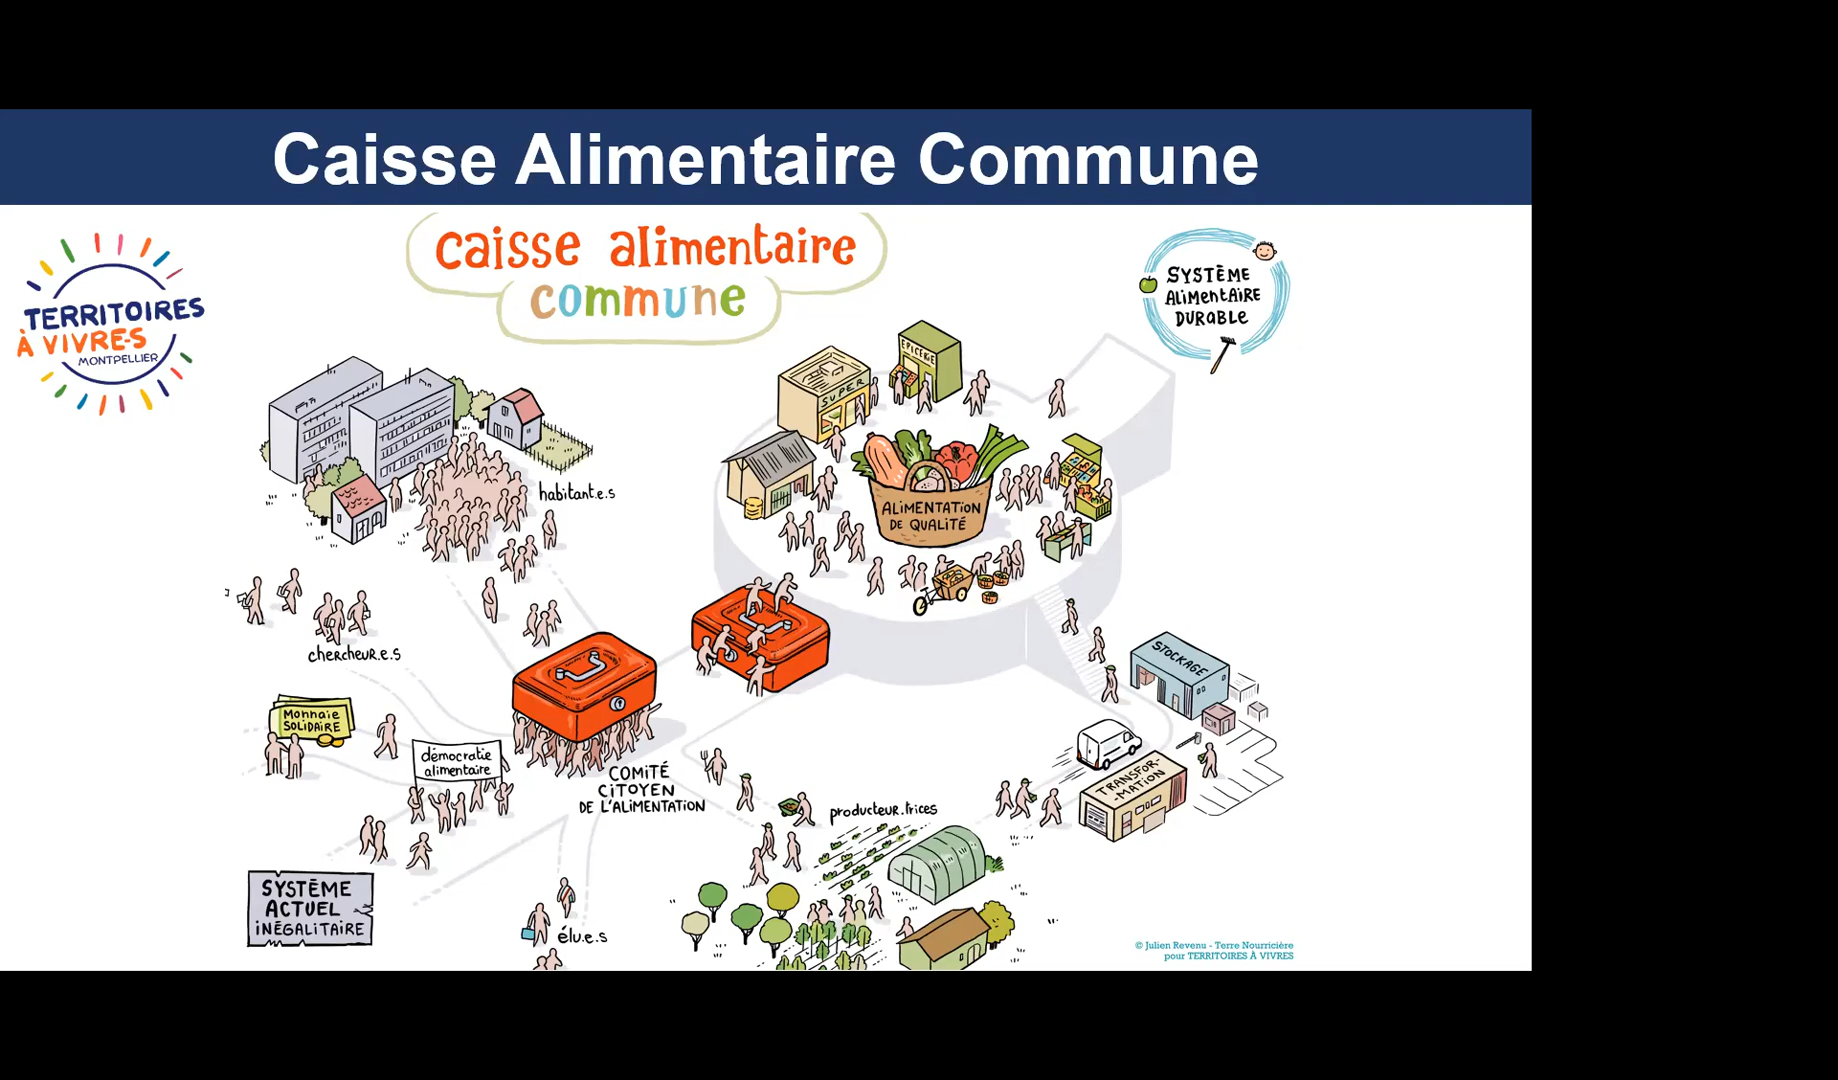 Caisse Alimentaire Commune
TERRITOIRES
À VIVRE·S
MONTPELLIER
caisse alimentaire
commune
SYSTÈME
ALIMENTAIRE
DURABLE
ÉPICERIE
SUPER
habitant.e.s
ALIMENTATION
DE QUALITÉ
chercheur.e.s
STOCKAGE
Monnaie
SOLIDAIRE
démocratie
alimentaire
COMITÉ
CITOYEN
DE L'ALIMENTATION
TRANSFOR-
-MATION
producteur.trices
SYSTÈME
ACTUEL
INÉGALITAIRE
élu.e.s
© Julien Revenu - Terre Nourricière
pour TERRITOIRES À VIVRES